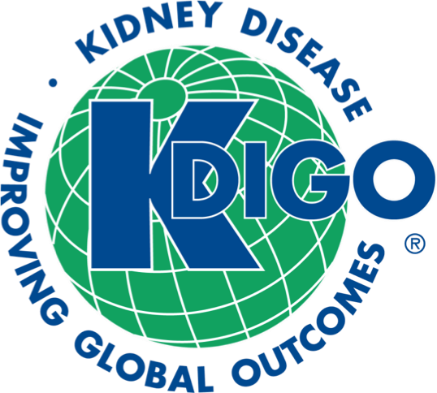 KIDNEY DISEASE
IMPROVING GLOBAL OUTCOMES
KDIGO
®